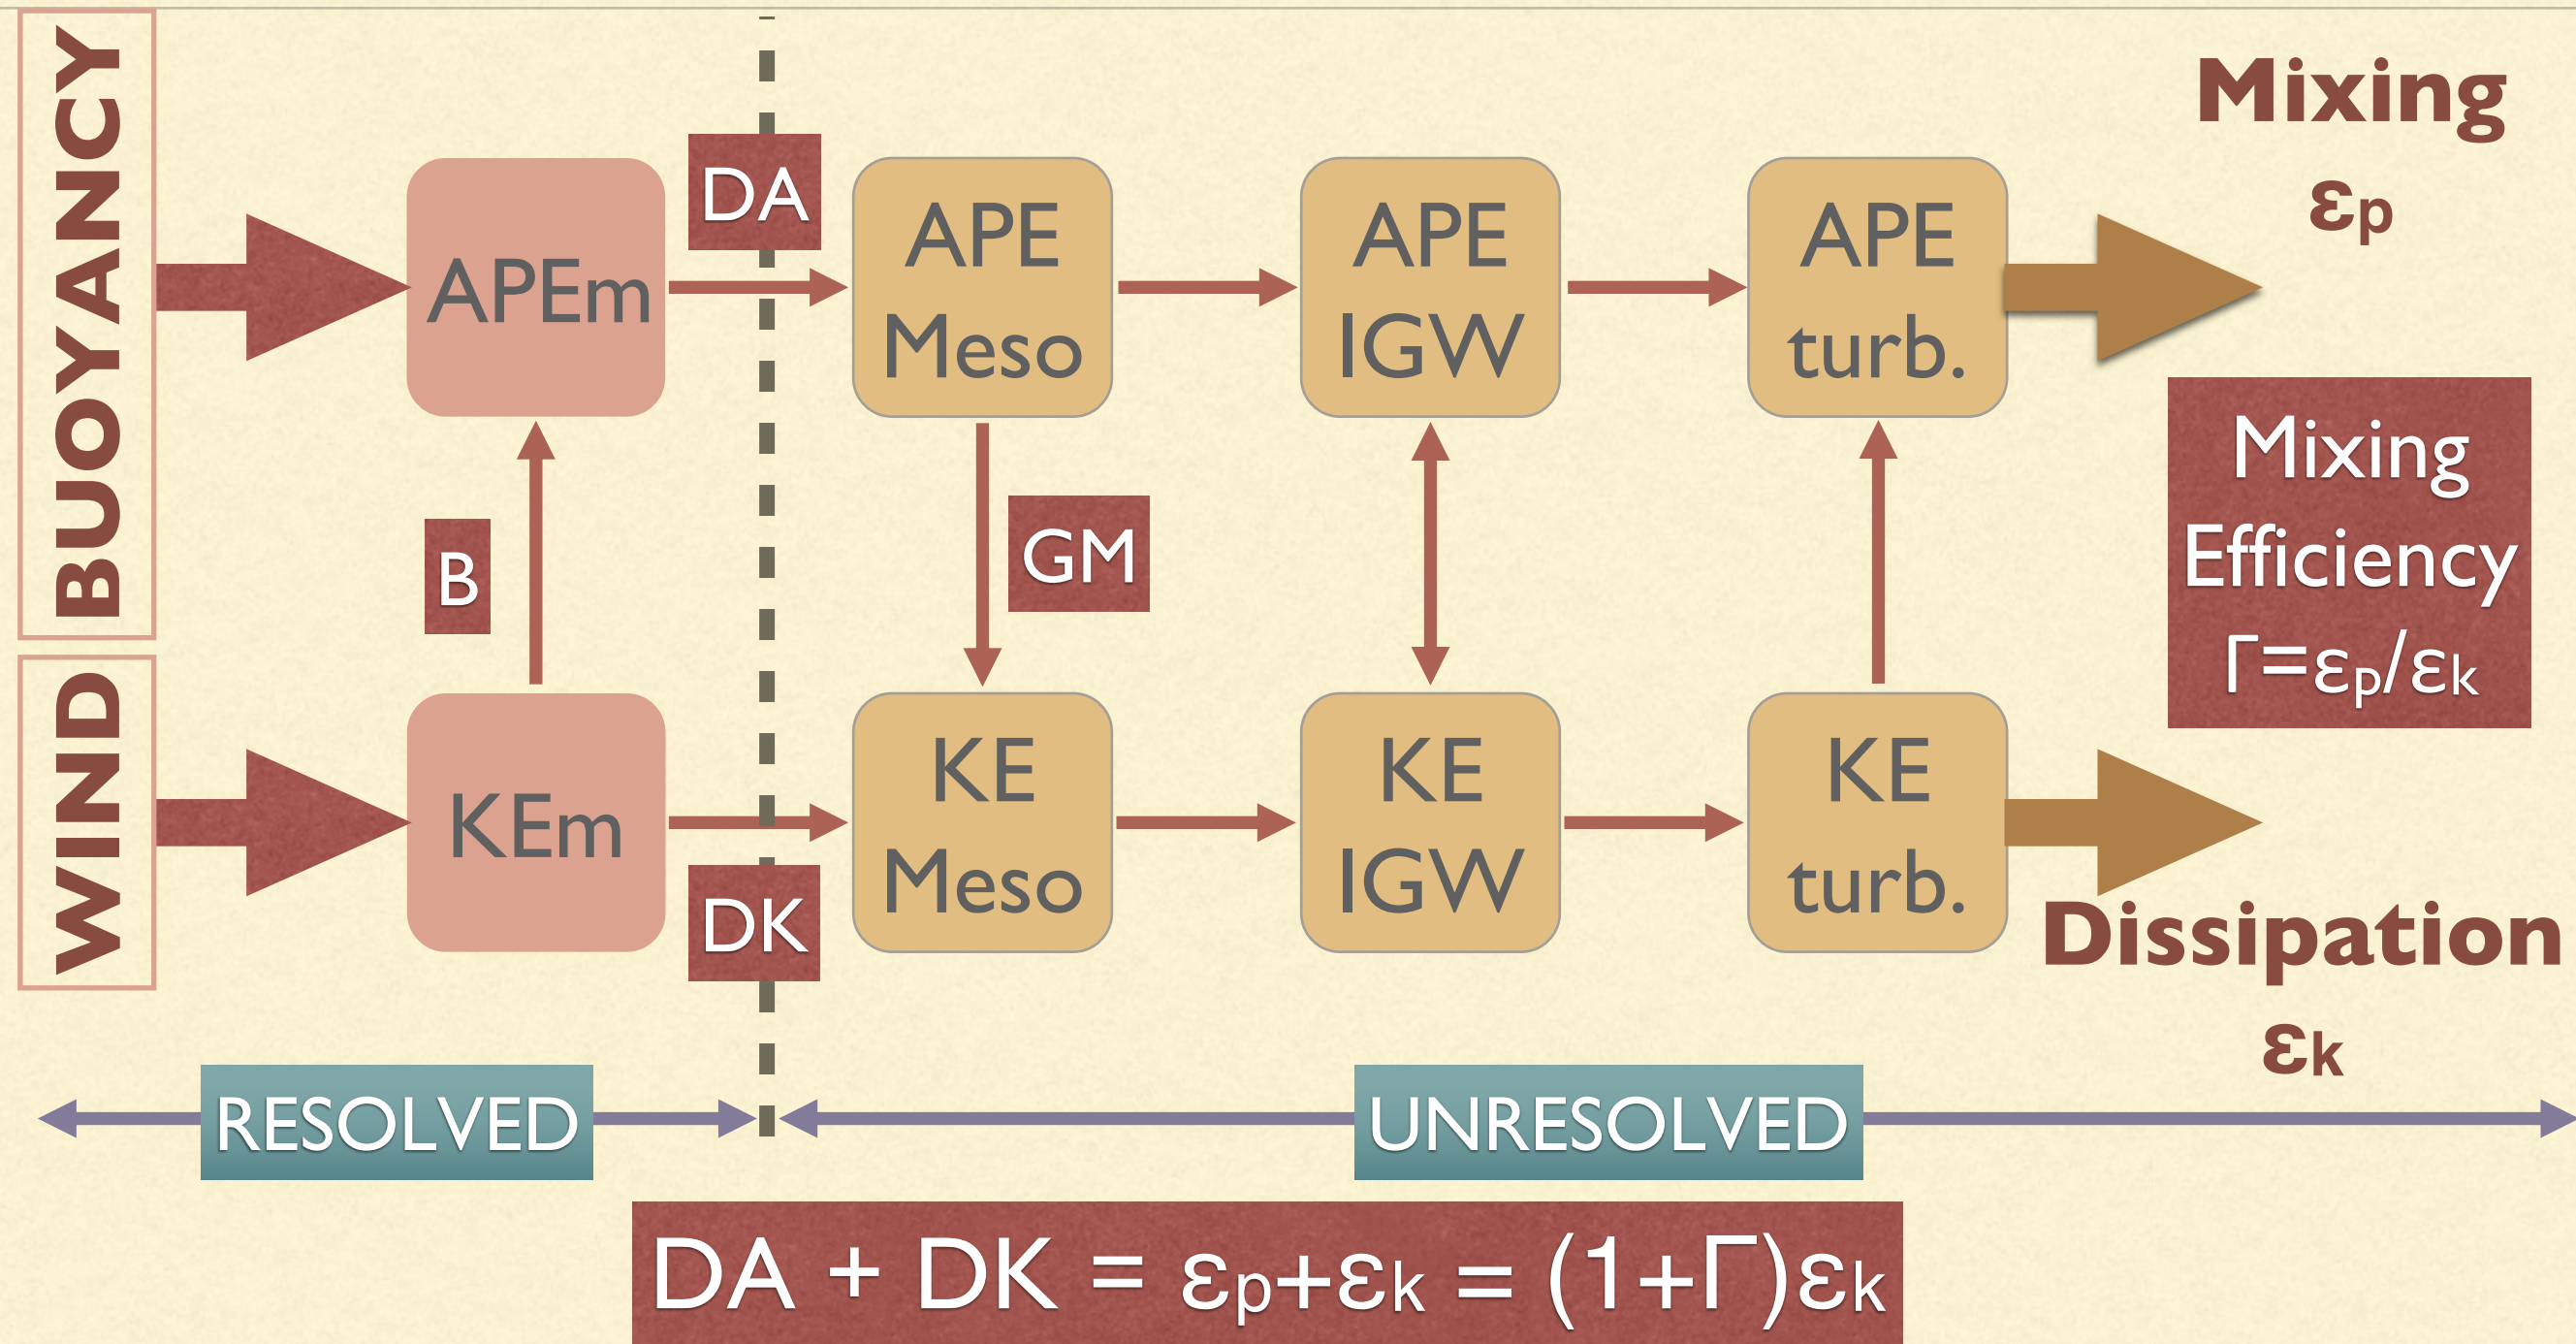 BUOYANCY
WIND
APEm
DA
APE
Meso
APE
IGW
APE
turb.
Mixing
εp
B
GM
Mixing
Efficiency
Γ=εp/εk
KEm
DK
KE
Meso
KE
IGW
KE
turb.
Dissipation
εk
RESOLVED
UNRESOLVED
DA + DK = εp+εk = (1+Γ)εk